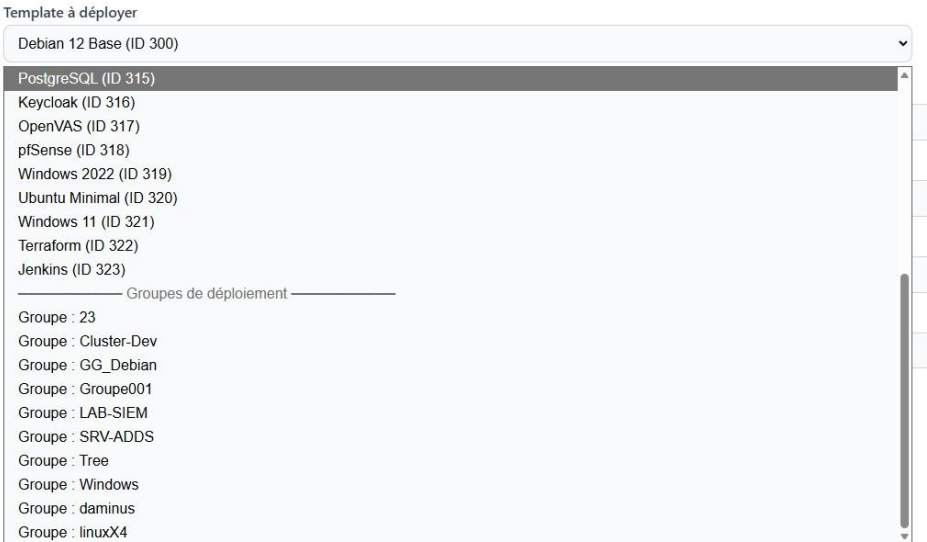 Template à déployer
Debian 12 Base (ID 300)
PostgreSQL (ID 315)
Keycloak (ID 316)
OpenVAS (ID 317)
pfSense (ID 318)
Windows 2022 (ID 319)
Ubuntu Minimal (ID 320)
Windows 11 (ID 321)
Terraform (ID 322)
Jenkins (ID 323)
Groupes de déploiement
Groupe : 23
Groupe : Cluster-Dev
Groupe : GG_Debian
Groupe : Groupe001
Groupe : LAB-SIEM
Groupe : SRV-ADDS
Groupe : Tree
Groupe : Windows
Groupe : daminus
Groupe : linuxX4